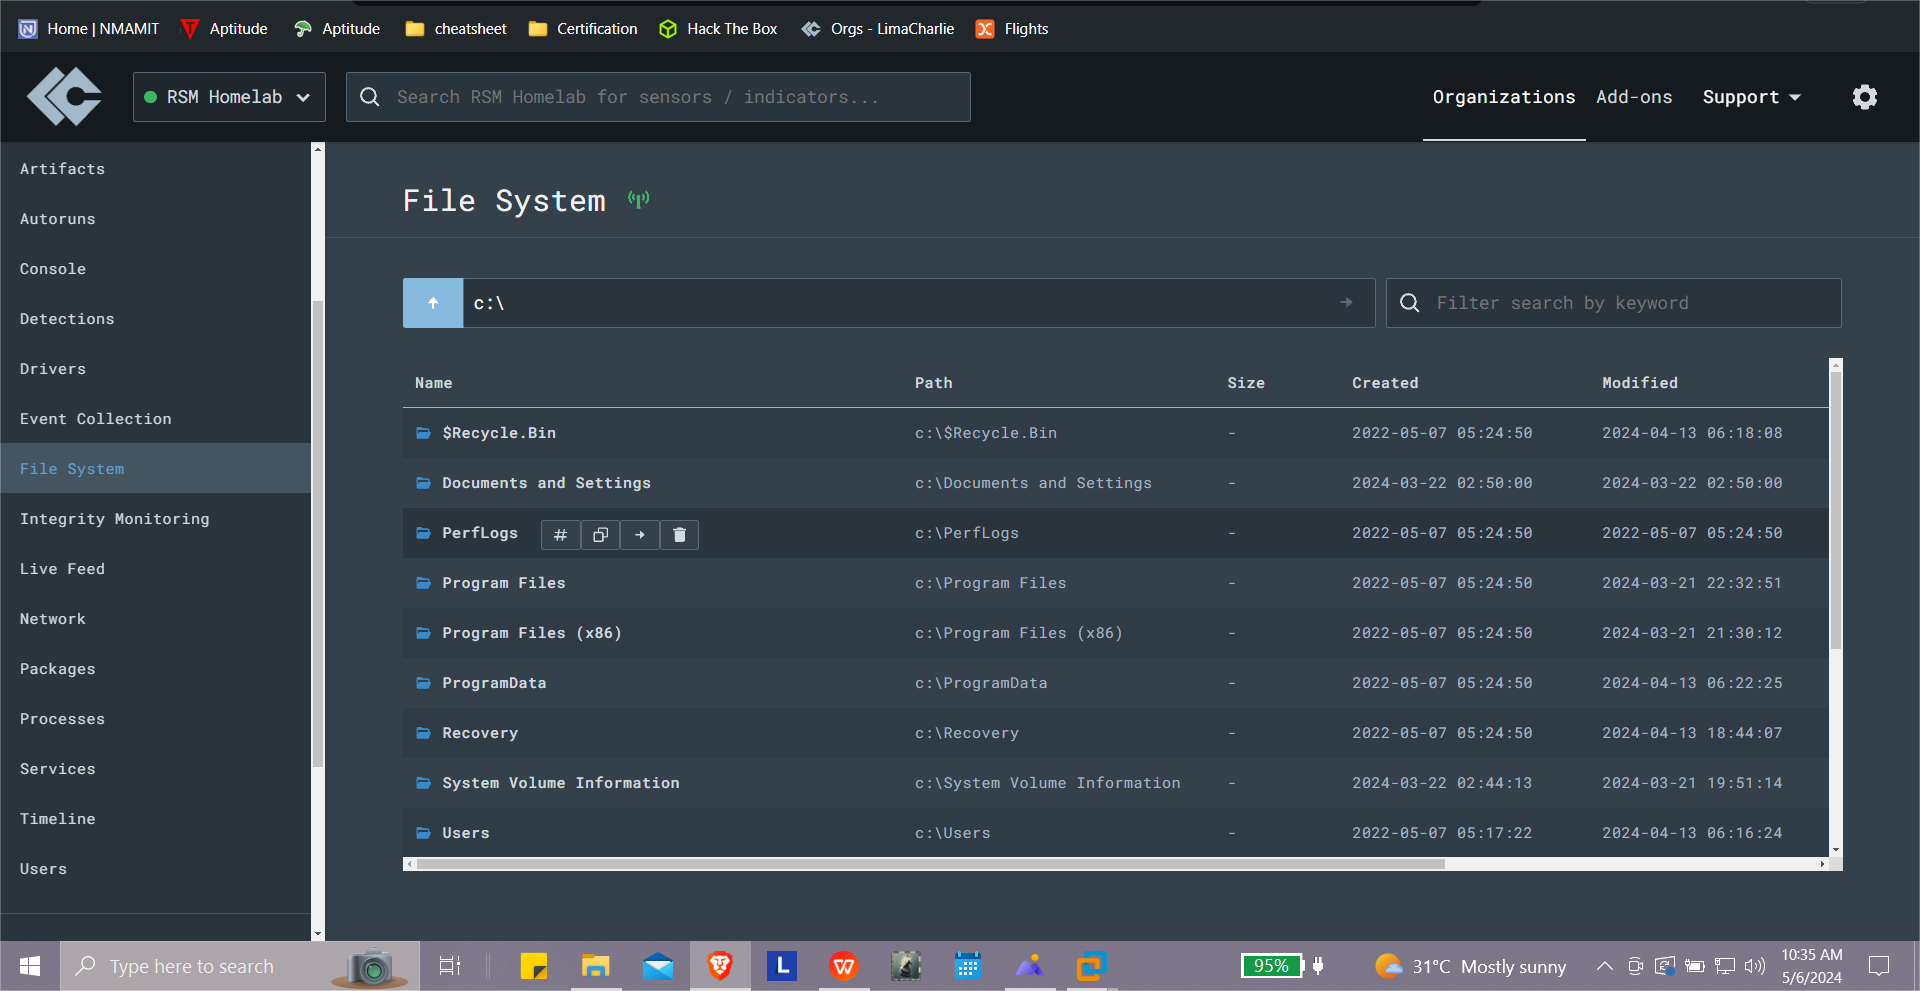 Home | NMAMIT Aptitude Aptitude cheatsheet Certification Hack The Box Orgs - LimaCharlie Flights
RSM Homelab Search RSM Homelab for sensors / indicators... Organizations Add-ons Support
Artifacts
Autoruns
Console
Detections
Drivers
Event Collection
File System
Integrity Monitoring
Live Feed
Network
Packages
Processes
Services
Timeline
Users
File System
c:\ Filter search by keyword
Name Path Size Created Modified
$Recycle.Bin c:\$Recycle.Bin - 2022-05-07 05:24:50 2024-04-13 06:18:08
Documents and Settings c:\Documents and Settings - 2024-03-22 02:50:00 2024-03-22 02:50:00
PerfLogs # c:\PerfLogs - 2022-05-07 05:24:50 2022-05-07 05:24:50
Program Files c:\Program Files - 2022-05-07 05:24:50 2024-03-21 22:32:51
Program Files (x86) c:\Program Files (x86) - 2022-05-07 05:24:50 2024-03-21 21:30:12
ProgramData c:\ProgramData - 2022-05-07 05:24:50 2024-04-13 06:22:25
Recovery c:\Recovery - 2022-05-07 05:24:50 2024-04-13 18:44:07
System Volume Information c:\System Volume Information - 2024-03-22 02:44:13 2024-03-21 19:51:14
Users c:\Users - 2022-05-07 05:17:22 2024-04-13 06:16:24
Type here to search L W 95% 31°C Mostly sunny 10:35 AM
5/6/2024